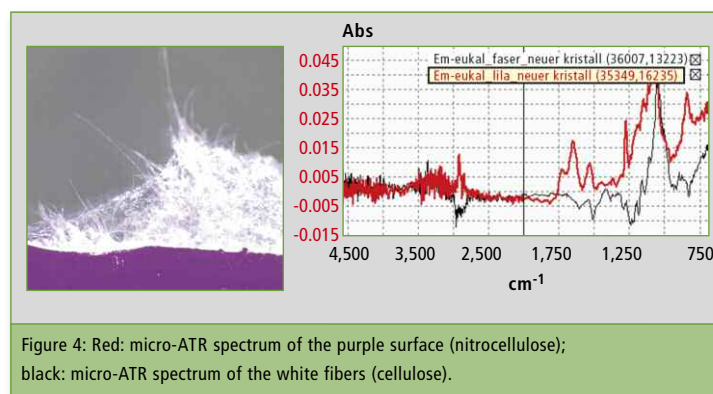 Abs
0.045
0.035
0.025
0.015
0.005
-0.005
-0.015
Em-eukal_faser_neuer kristall (36007,13223)
Em-eukal_lila_neuer kristall (35349,16235)
4,500 3,500 2,500 1,750 1,250 750
cm-1
Figure 4: Red: micro-ATR spectrum of the purple surface (nitrocellulose);
black: micro-ATR spectrum of the white fibers (cellulose).